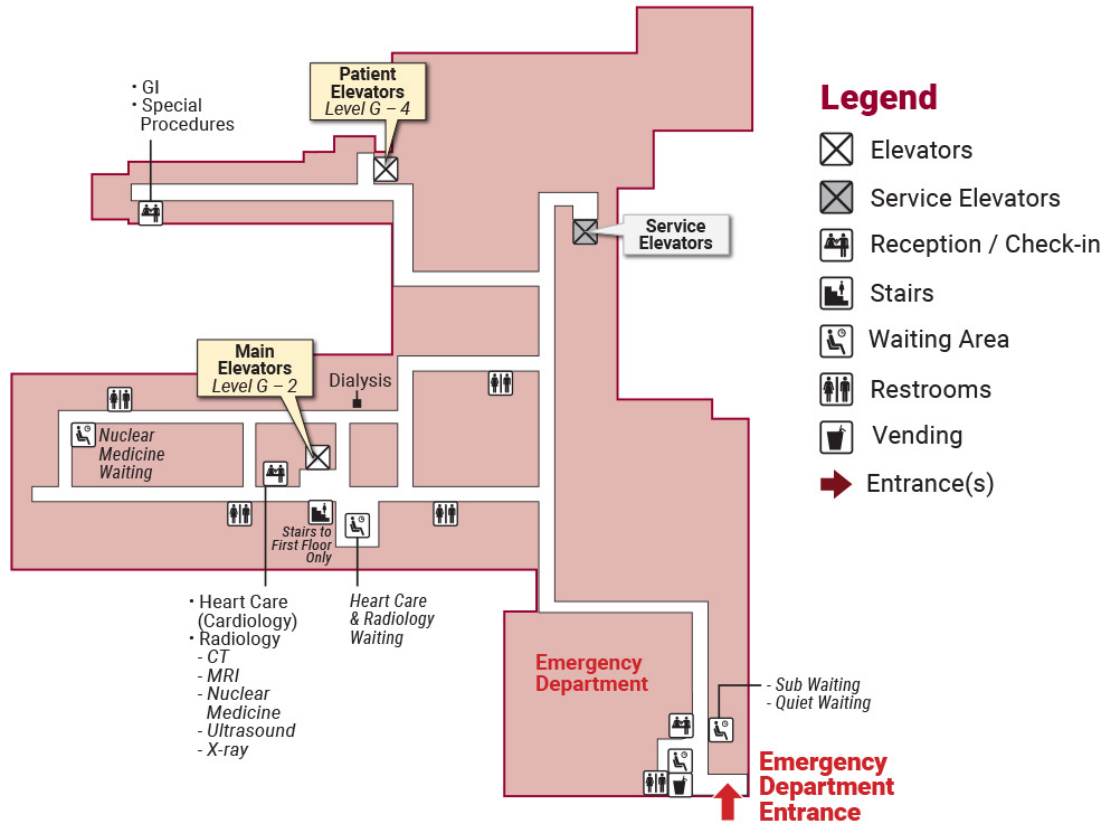 • GI
• Special
Procedures
Patient
Elevators
Level G – 4
Service
Elevators
Main
Elevators
Level G – 2
Dialysis
Nuclear
Medicine
Waiting
Stairs to
First Floor
Only
• Heart Care
(Cardiology)
• Radiology
- CT
- MRI
- Nuclear
Medicine
- Ultrasound
- X-ray
Heart Care
& Radiology
Waiting
Emergency
Department
- Sub Waiting
- Quiet Waiting
Emergency
Department
Entrance
Legend
Elevators
Service Elevators
Reception / Check-in
Stairs
Waiting Area
Restrooms
Vending
Entrance(s)